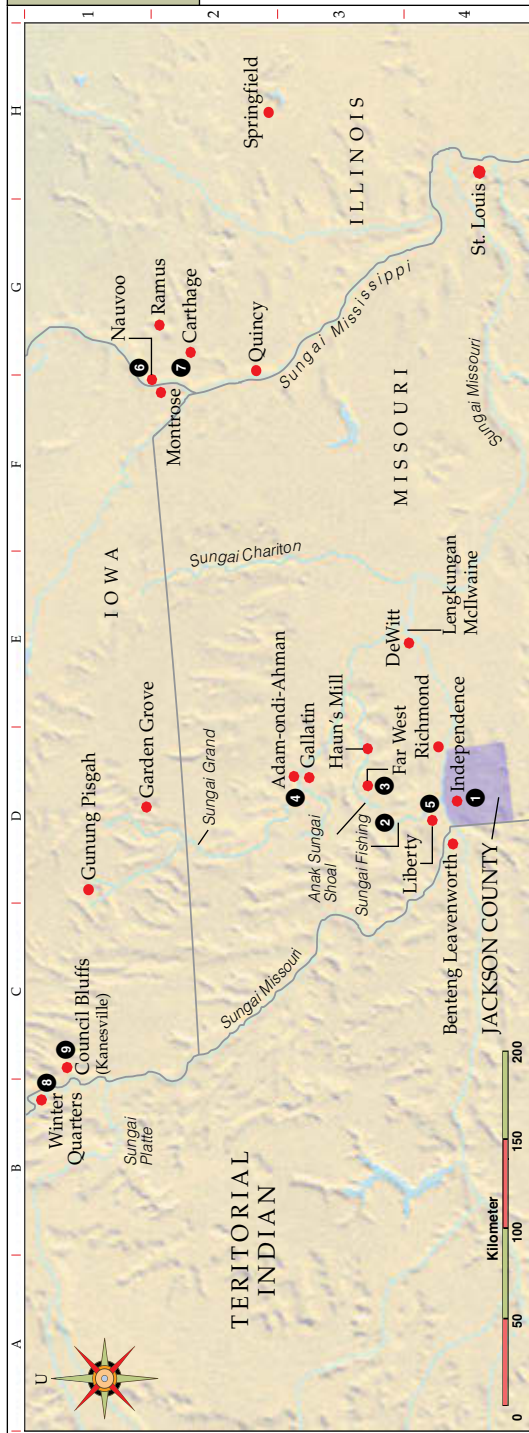 A
B
C
D
E
F
G
H
1
2
3
4
U
TERITORIAL
INDIAN
IOWA
MISSOURI
ILLINOIS
8
Winter
Quarters
9
Council Bluffs
(Kanesville)
Sungai
Platte
Sungai Missouri
Gunung Pisgah
Garden Grove
Sungai Grand
Adam-ondi-Ahman
4
Gallatin
Haun's Mill
Far West
3
Anak Sungai
Shoal
Sungai Fishing
2
Liberty
5
Richmond
Independence
1
Benteng Leavenworth
JACKSON COUNTY
DeWitt
Lengkungan
McIlwaine
Sungai Chariton
6
Nauvoo
Ramus
7
Carthage
Montrose
Quincy
Sungai Mississippi
Springfield
St. Louis
Sungai Missouri
Kilometer
0
50
100
150
200